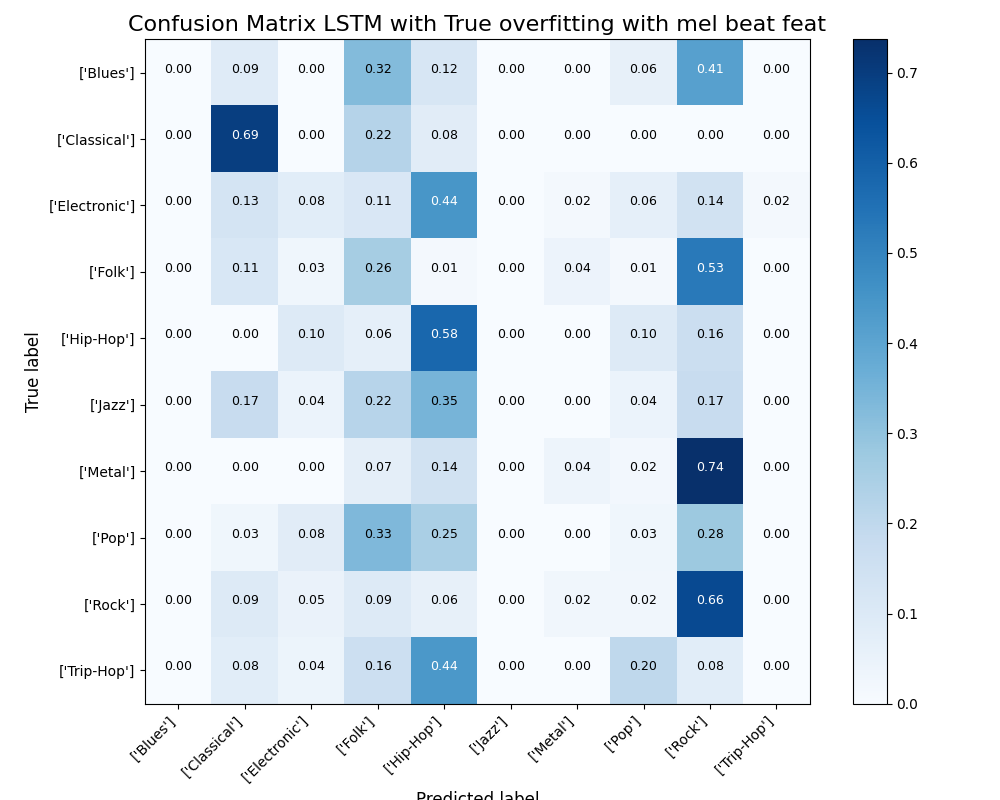 Confusion Matrix LSTM with True overfitting with mel beat feat
['Blues'] 0.00 0.09 0.00 0.32 0.12 0.00 0.00 0.06 0.41 0.00
['Classical'] 0.00 0.69 0.00 0.22 0.08 0.00 0.00 0.00 0.00 0.00
['Electronic'] 0.00 0.13 0.08 0.11 0.44 0.00 0.02 0.06 0.14 0.02
['Folk'] 0.00 0.11 0.03 0.26 0.01 0.00 0.04 0.01 0.53 0.00
['Hip-Hop'] 0.00 0.00 0.10 0.06 0.58 0.00 0.00 0.10 0.16 0.00
['Jazz'] 0.00 0.17 0.04 0.22 0.35 0.00 0.00 0.04 0.17 0.00
['Metal'] 0.00 0.00 0.00 0.07 0.14 0.00 0.04 0.02 0.74 0.00
['Pop'] 0.00 0.03 0.08 0.33 0.25 0.00 0.00 0.03 0.28 0.00
['Rock'] 0.00 0.09 0.05 0.09 0.06 0.00 0.02 0.02 0.66 0.00
['Trip-Hop'] 0.00 0.08 0.04 0.16 0.44 0.00 0.00 0.20 0.08 0.00
['Blues'] ['Classical'] ['Electronic'] ['Folk'] ['Hip-Hop'] ['Jazz'] ['Metal'] ['Pop'] ['Rock'] ['Trip-Hop']
True label
Predicted label
0.7
0.6
0.5
0.4
0.3
0.2
0.1
0.0